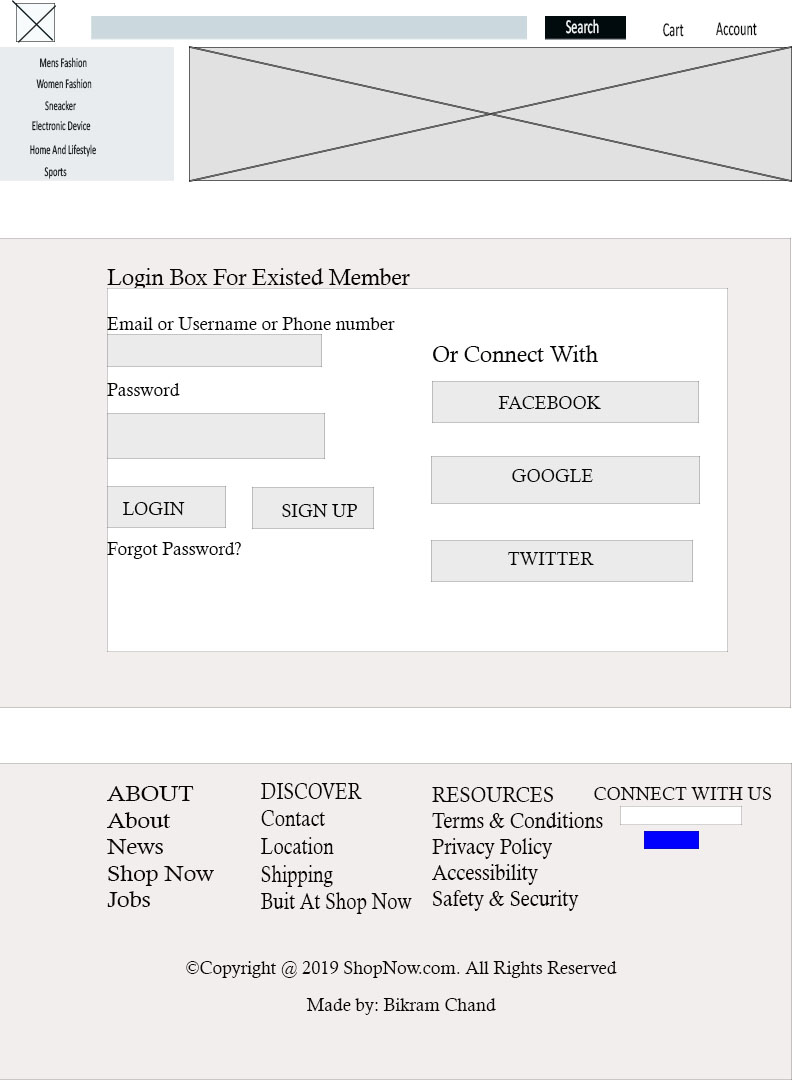 Search
Cart
Account
Mens Fashion
Women Fashion
Sneacker
Electronic Device
Home And Lifestyle
Sports
Login Box For Existed Member
Email or Username or Phone number
Password
LOGIN
SIGN UP
Forgot Password?
Or Connect With
FACEBOOK
GOOGLE
TWITTER
ABOUT
About
News
Shop Now
Jobs
DISCOVER
Contact
Location
Shipping
Buit At Shop Now
RESOURCES
Terms & Conditions
Privacy Policy
Accessibility
Safety & Security
CONNECT WITH US
©Copyright @ 2019 ShopNow.com. All Rights Reserved
Made by: Bikram Chand